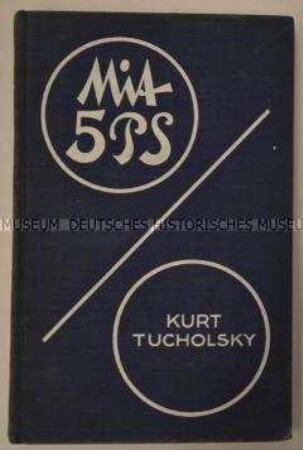 Mit
5 PS
MUSEUM DEUTSCHES HISTORISCHES MUSEUM
KURT
TUCHOLSKY